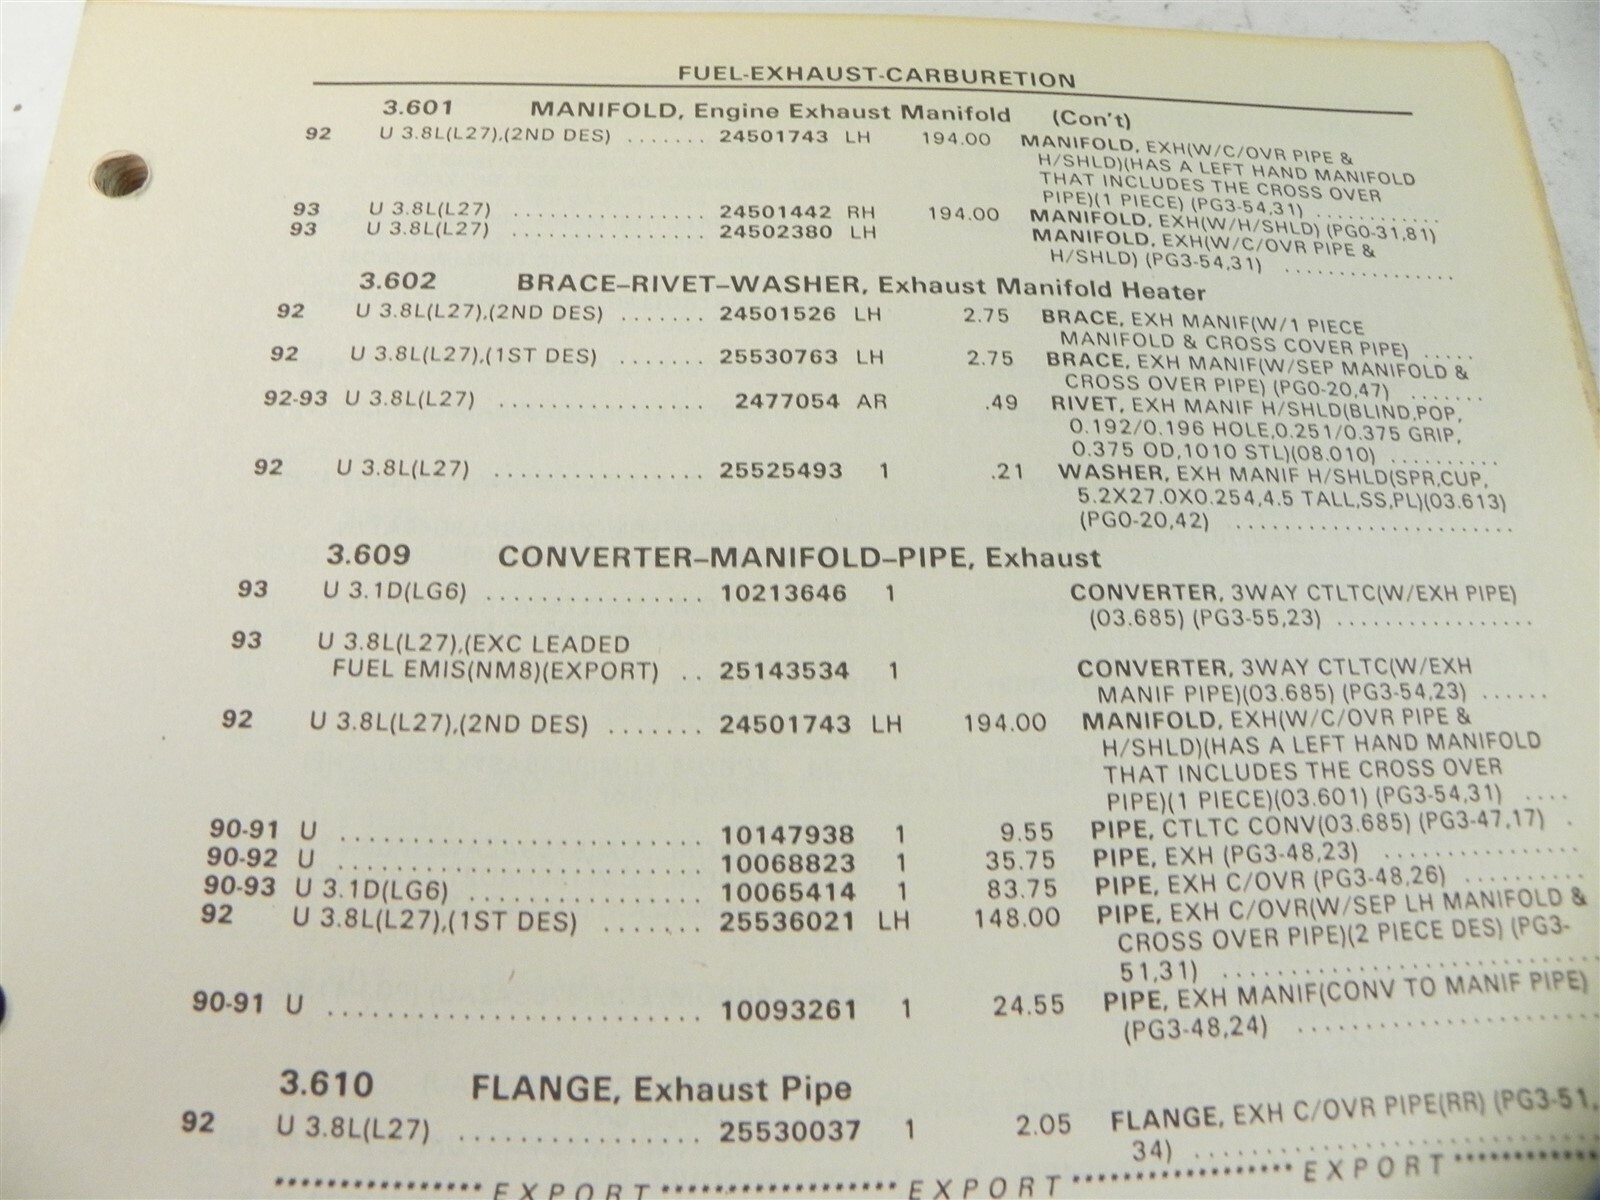 FUEL-EXHAUST-CARBURETION
3.601 MANIFOLD, Engine Exhaust Manifold (Con't)
92 U 3.8L(L27),(2ND DES) ....... 24501743 LH 194.00 MANIFOLD, EXH(W/C/OVR PIPE &
H/SHLD)(HAS A LEFT HAND MANIFOLD
THAT INCLUDES THE CROSS OVER
PIPE)(1 PIECE) (PG3-54,31) ............
93 U 3.8L(L27) ................ 24501442 RH 194.00 MANIFOLD, EXH(W/H/SHLD) (PG0-31,81)
93 U 3.8L(L27) ................ 24502380 LH MANIFOLD, EXH(W/C/OVR PIPE &
H/SHLD) (PG3-54,31) ..............
3.602 BRACE–RIVET–WASHER, Exhaust Manifold Heater
92 U 3.8L(L27),(2ND DES) ....... 24501526 LH 2.75 BRACE, EXH MANIF(W/1 PIECE
MANIFOLD & CROSS COVER PIPE) .....
92 U 3.8L(L27),(1ST DES) ....... 25530763 LH 2.75 BRACE, EXH MANIF(W/SEP MANIFOLD &
CROSS OVER PIPE) (PG0-20,47) .......
92-93 U 3.8L(L27) ................ 2477054 AR .49 RIVET, EXH MANIF H/SHLD(BLIND,POP,
0.192/0.196 HOLE,0.251/0.375 GRIP,
0.375 OD,1010 STL)(08.010) ..........
92 U 3.8L(L27) ................ 25525493 1 .21 WASHER, EXH MANIF H/SHLD(SPR,CUP,
5.2X27.0X0.254,4.5 TALL,SS,PL)(03.613)
(PG0-20,42) .......................
3.609 CONVERTER–MANIFOLD–PIPE, Exhaust
93 U 3.1D(LG6) ................ 10213646 1 CONVERTER, 3WAY CTLTC(W/EXH PIPE)
(03.685) (PG3-55,23) ................
93 U 3.8L(L27),(EXC LEADED
FUEL EMIS(NM8)(EXPORT) .. 25143534 1 CONVERTER, 3WAY CTLTC(W/EXH
MANIF PIPE)(03.685) (PG3-54,23) ......
92 U 3.8L(L27),(2ND DES) ....... 24501743 LH 194.00 MANIFOLD, EXH(W/C/OVR PIPE &
H/SHLD)(HAS A LEFT HAND MANIFOLD
THAT INCLUDES THE CROSS OVER
PIPE)(1 PIECE)(03.601) (PG3-54,31) ....
90-91 U .......................... 10147938 1 9.55 PIPE, CTLTC CONV(03.685) (PG3-47,17) .
90-92 U .......................... 10068823 1 35.75 PIPE, EXH (PG3-48,23) ................
90-93 U 3.1D(LG6) ................. 10065414 1 83.75 PIPE, EXH C/OVR (PG3-48,26) ..........
92 U 3.8L(L27),(1ST DES) ....... 25536021 LH 148.00 PIPE, EXH C/OVR(W/SEP LH MANIFOLD &
CROSS OVER PIPE)(2 PIECE DES) (PG3-
51,31) .............................
90-91 U .......................... 10093261 1 24.55 PIPE, EXH MANIF(CONV TO MANIF PIPE)
(PG3-48,24) .......................
3.610 FLANGE, Exhaust Pipe
92 U 3.8L(L27) ................ 25530037 1 2.05 FLANGE, EXH C/OVR PIPE(RR) (PG3-51,
34) ..............................
................. EXPORT ................... EXPORT .................. EXPORT ...........